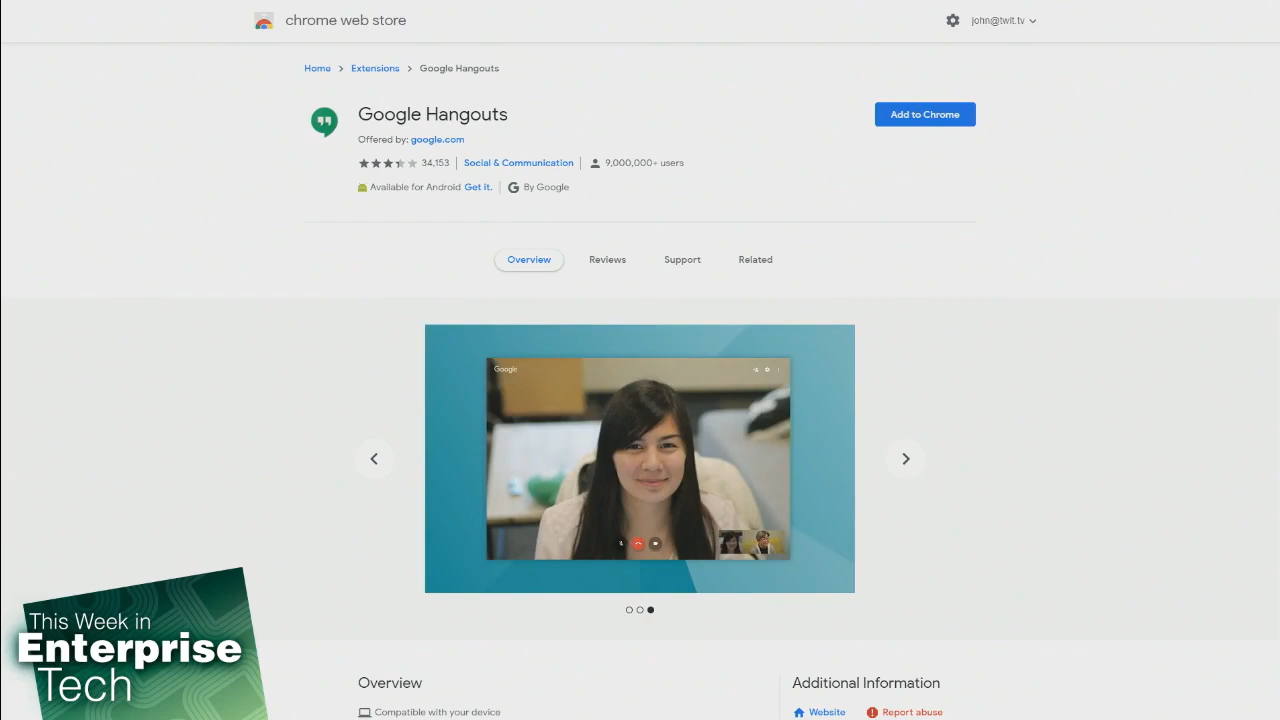 chrome web store
john@twit.tv
Home > Extensions > Google Hangouts
Google Hangouts
Add to Chrome
Offered by: google.com
34,153 | Social & Communication | 9,000,000+ users
Available for Android Get it. | By Google
Overview Reviews Support Related
Google
This Week in
Enterprise
Tech
Overview
Additional Information
Compatible with your device
Website Report abuse